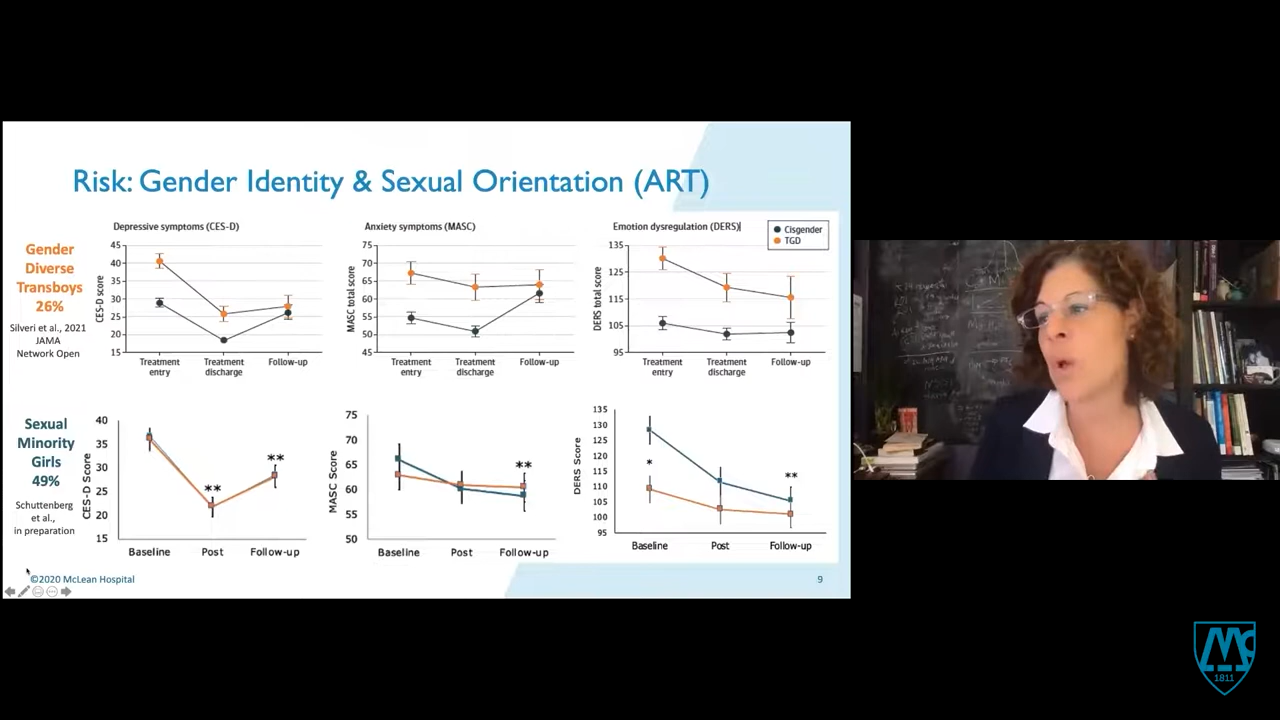 Risk: Gender Identity & Sexual Orientation (ART)
Gender
Diverse
Transboys
26%
Silveri et al., 2021
JAMA
Network Open
Depressive symptoms (CES-D)
CES-D score
45
40
35
30
25
20
15
Treatment
entry
Treatment
discharge
Follow-up
Anxiety symptoms (MASC)
MASC total score
75
70
65
60
55
50
45
Treatment
entry
Treatment
discharge
Follow-up
Emotion dysregulation (DERS)
DERS total score
135
125
115
105
95
Treatment
entry
Treatment
discharge
Follow-up
Cisgender
TGD
Sexual
Minority
Girls
49%
Schuttenberg
et al.,
in preparation
CES-D Score
40
35
30
25
20
15
**
**
Baseline
Post
Follow-up
MASC Score
75
70
65
60
55
50
**
Baseline
Post
Follow-up
DERS Score
135
130
125
120
115
110
105
100
95
*
**
Baseline
Post
Follow-up
©2020 McLean Hospital
9
Mc
1811